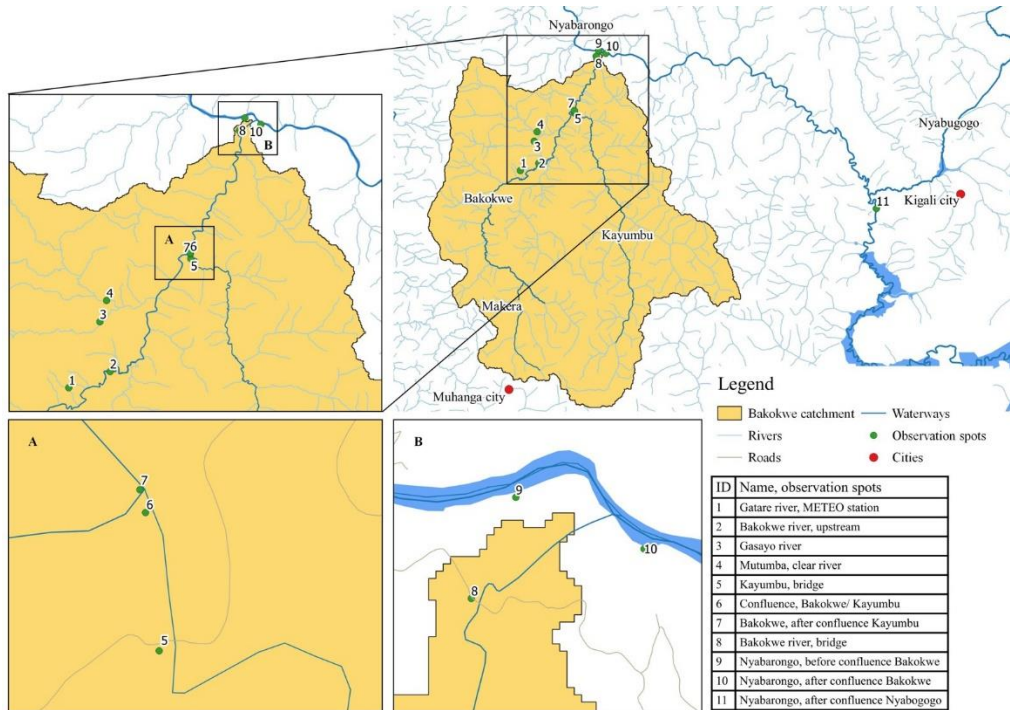 Nyabarongo
9
10
8
7
5
4
3
1
2
Bakokwe
Kayumbu
Makera
Muhanga city
Nyabugogo
Kigali city
11
8
10
B
A
76
5
4
3
2
1
A
7
6
5
B
9
10
8
Legend
Bakokwe catchment
Rivers
Roads
Waterways
Observation spots
Cities
ID Name, observation spots
1 Gatare river, METEO station
2 Bakokwe river, upstream
3 Gasayo river
4 Mutumba, clear river
5 Kayumbu, bridge
6 Confluence, Bakokwe/ Kayumbu
7 Bakokwe, after confluence Kayumbu
8 Bakokwe river, bridge
9 Nyabarongo, before confluence Bakokwe
10 Nyabarongo, after confluence Bakokwe
11 Nyabarongo, after confluence Nyabogogo